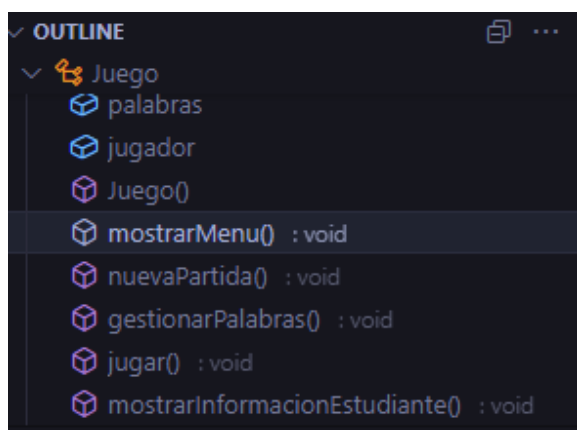 OUTLINE
Juego
palabras
jugador
Juego()
mostrarMenu() : void
nuevaPartida() : void
gestionarPalabras() : void
jugar() : void
mostrarInformacionEstudiante() : void